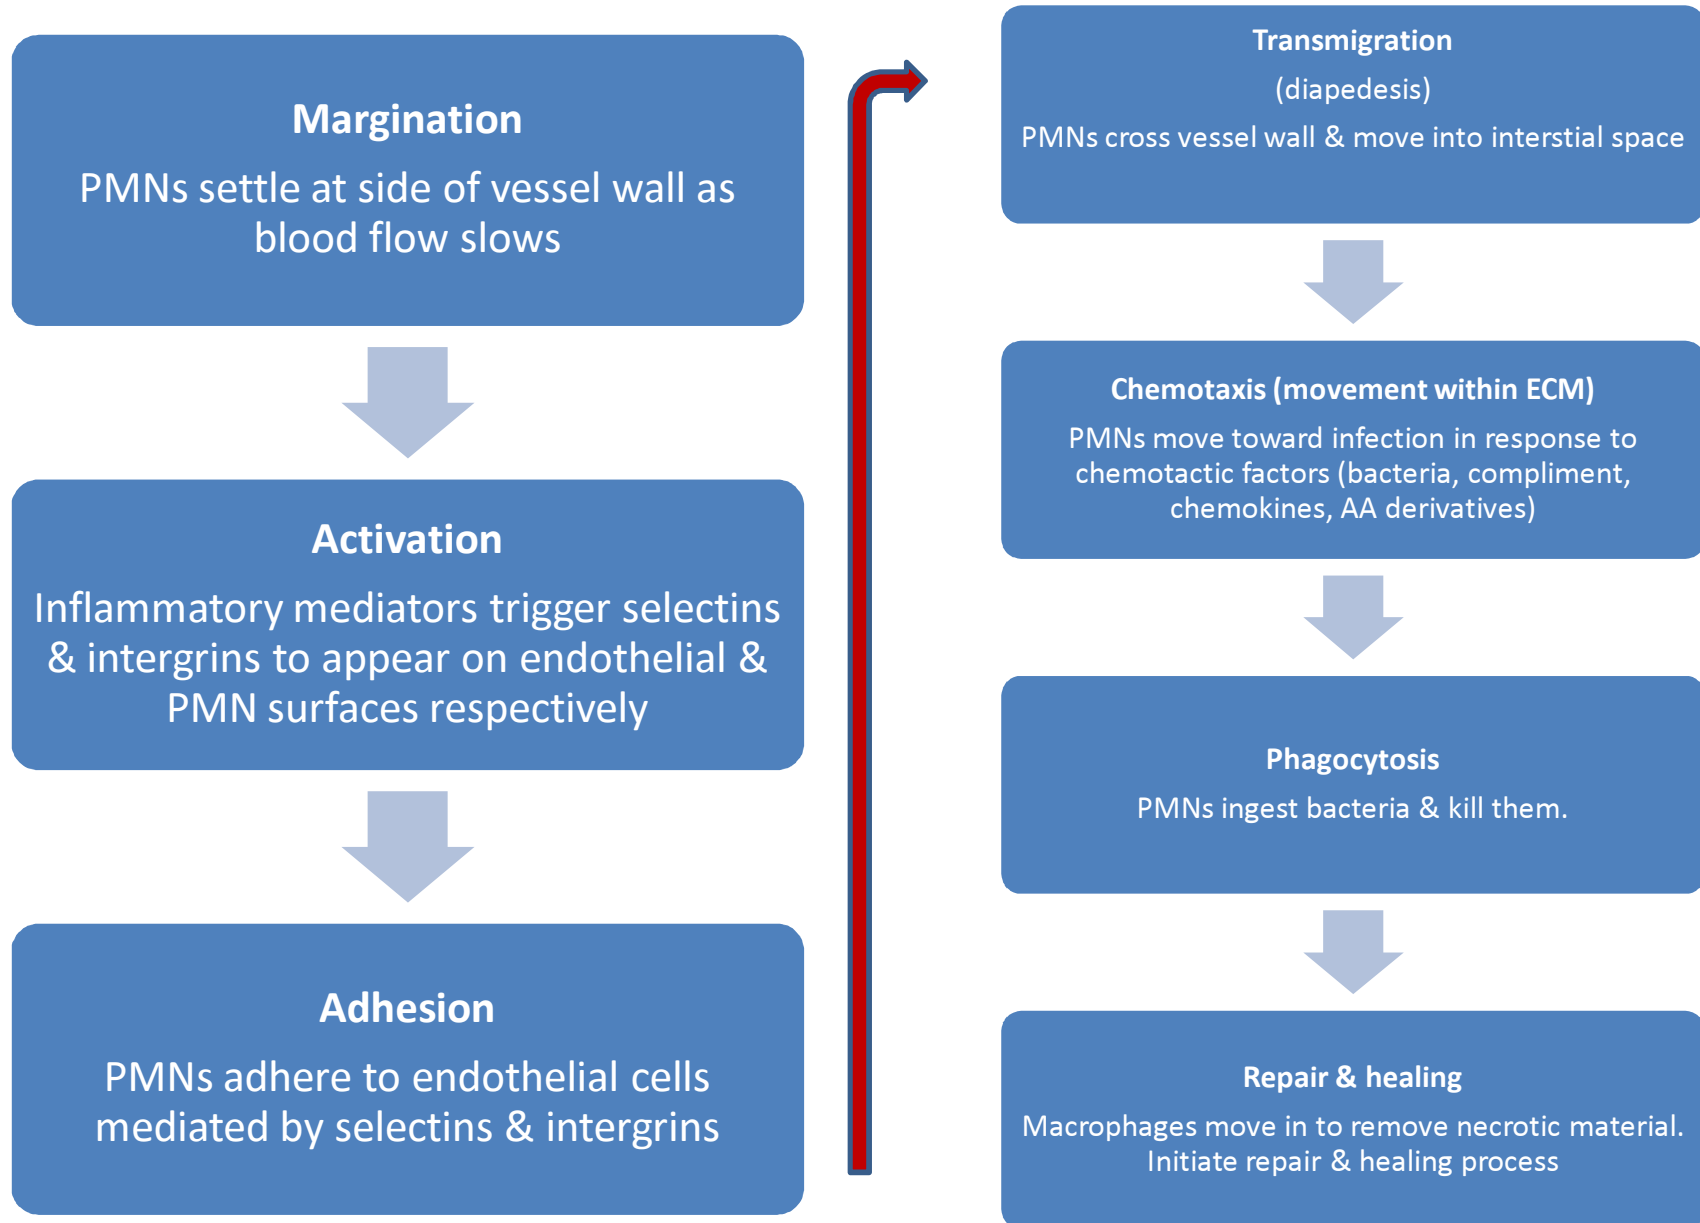 Margination
PMNs settle at side of vessel wall as
blood flow slows
Activation
Inflammatory mediators trigger selectins
& intergrins to appear on endothelial &
PMN surfaces respectively
Adhesion
PMNs adhere to endothelial cells
mediated by selectins & intergrins
Transmigration
(diapedesis)
PMNs cross vessel wall & move into interstial space
Chemotaxis (movement within ECM)
PMNs move toward infection in response to
chemotactic factors (bacteria, compliment,
chemokines, AA derivatives)
Phagocytosis
PMNs ingest bacteria & kill them.
Repair & healing
Macrophages move in to remove necrotic material.
Initiate repair & healing process